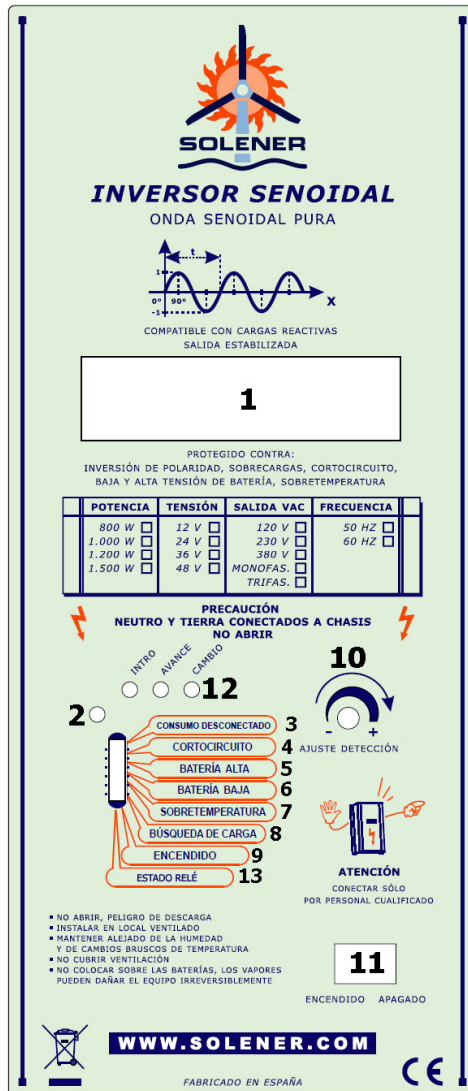 SOLENER
INVERSOR SENOIDAL
ONDA SENOIDAL PURA
t
1
0º 90º
-1
X
COMPATIBLE CON CARGAS REACTIVAS
SALIDA ESTABILIZADA
1
PROTEGIDO CONTRA:
INVERSIÓN DE POLARIDAD, SOBRECARGAS, CORTOCIRCUITO,
BAJA Y ALTA TENSIÓN DE BATERÍA, SOBRETEMPERATURA
POTENCIA TENSIÓN SALIDA VAC FRECUENCIA
800 W 12 V 120 V 50 HZ
1.000 W 24 V 230 V 60 HZ
1.200 W 36 V 380 V
1.500 W 48 V MONOFAS.
TRIFAS.
PRECAUCIÓN
NEUTRO Y TIERRA CONECTADOS A CHASIS
NO ABRIR
INTRO AVANCE CAMBIO
12
2
10
- +
AJUSTE DETECCIÓN
CONSUMO DESCONECTADO 3
CORTOCIRCUITO 4
BATERÍA ALTA 5
BATERÍA BAJA 6
SOBRETEMPERATURA 7
BÚSQUEDA DE CARGA 8
ENCENDIDO 9
ESTADO RELÉ 13
ATENCIÓN
CONECTAR SÓLO
POR PERSONAL CUALIFICADO
▪ NO ABRIR, PELIGRO DE DESCARGA
▪ INSTALAR EN LOCAL VENTILADO
▪ MANTENER ALEJADO DE LA HUMEDAD
Y DE CAMBIOS BRUSCOS DE TEMPERATURA
▪ NO CUBRIR VENTILACIÓN
▪ NO COLOCAR SOBRE LAS BATERÍAS, LOS VAPORES
PUEDEN DAÑAR EL EQUIPO IRREVERSIBLEMENTE
11
ENCENDIDO APAGADO
WWW.SOLENER.COM
FABRICADO EN ESPAÑA
CE